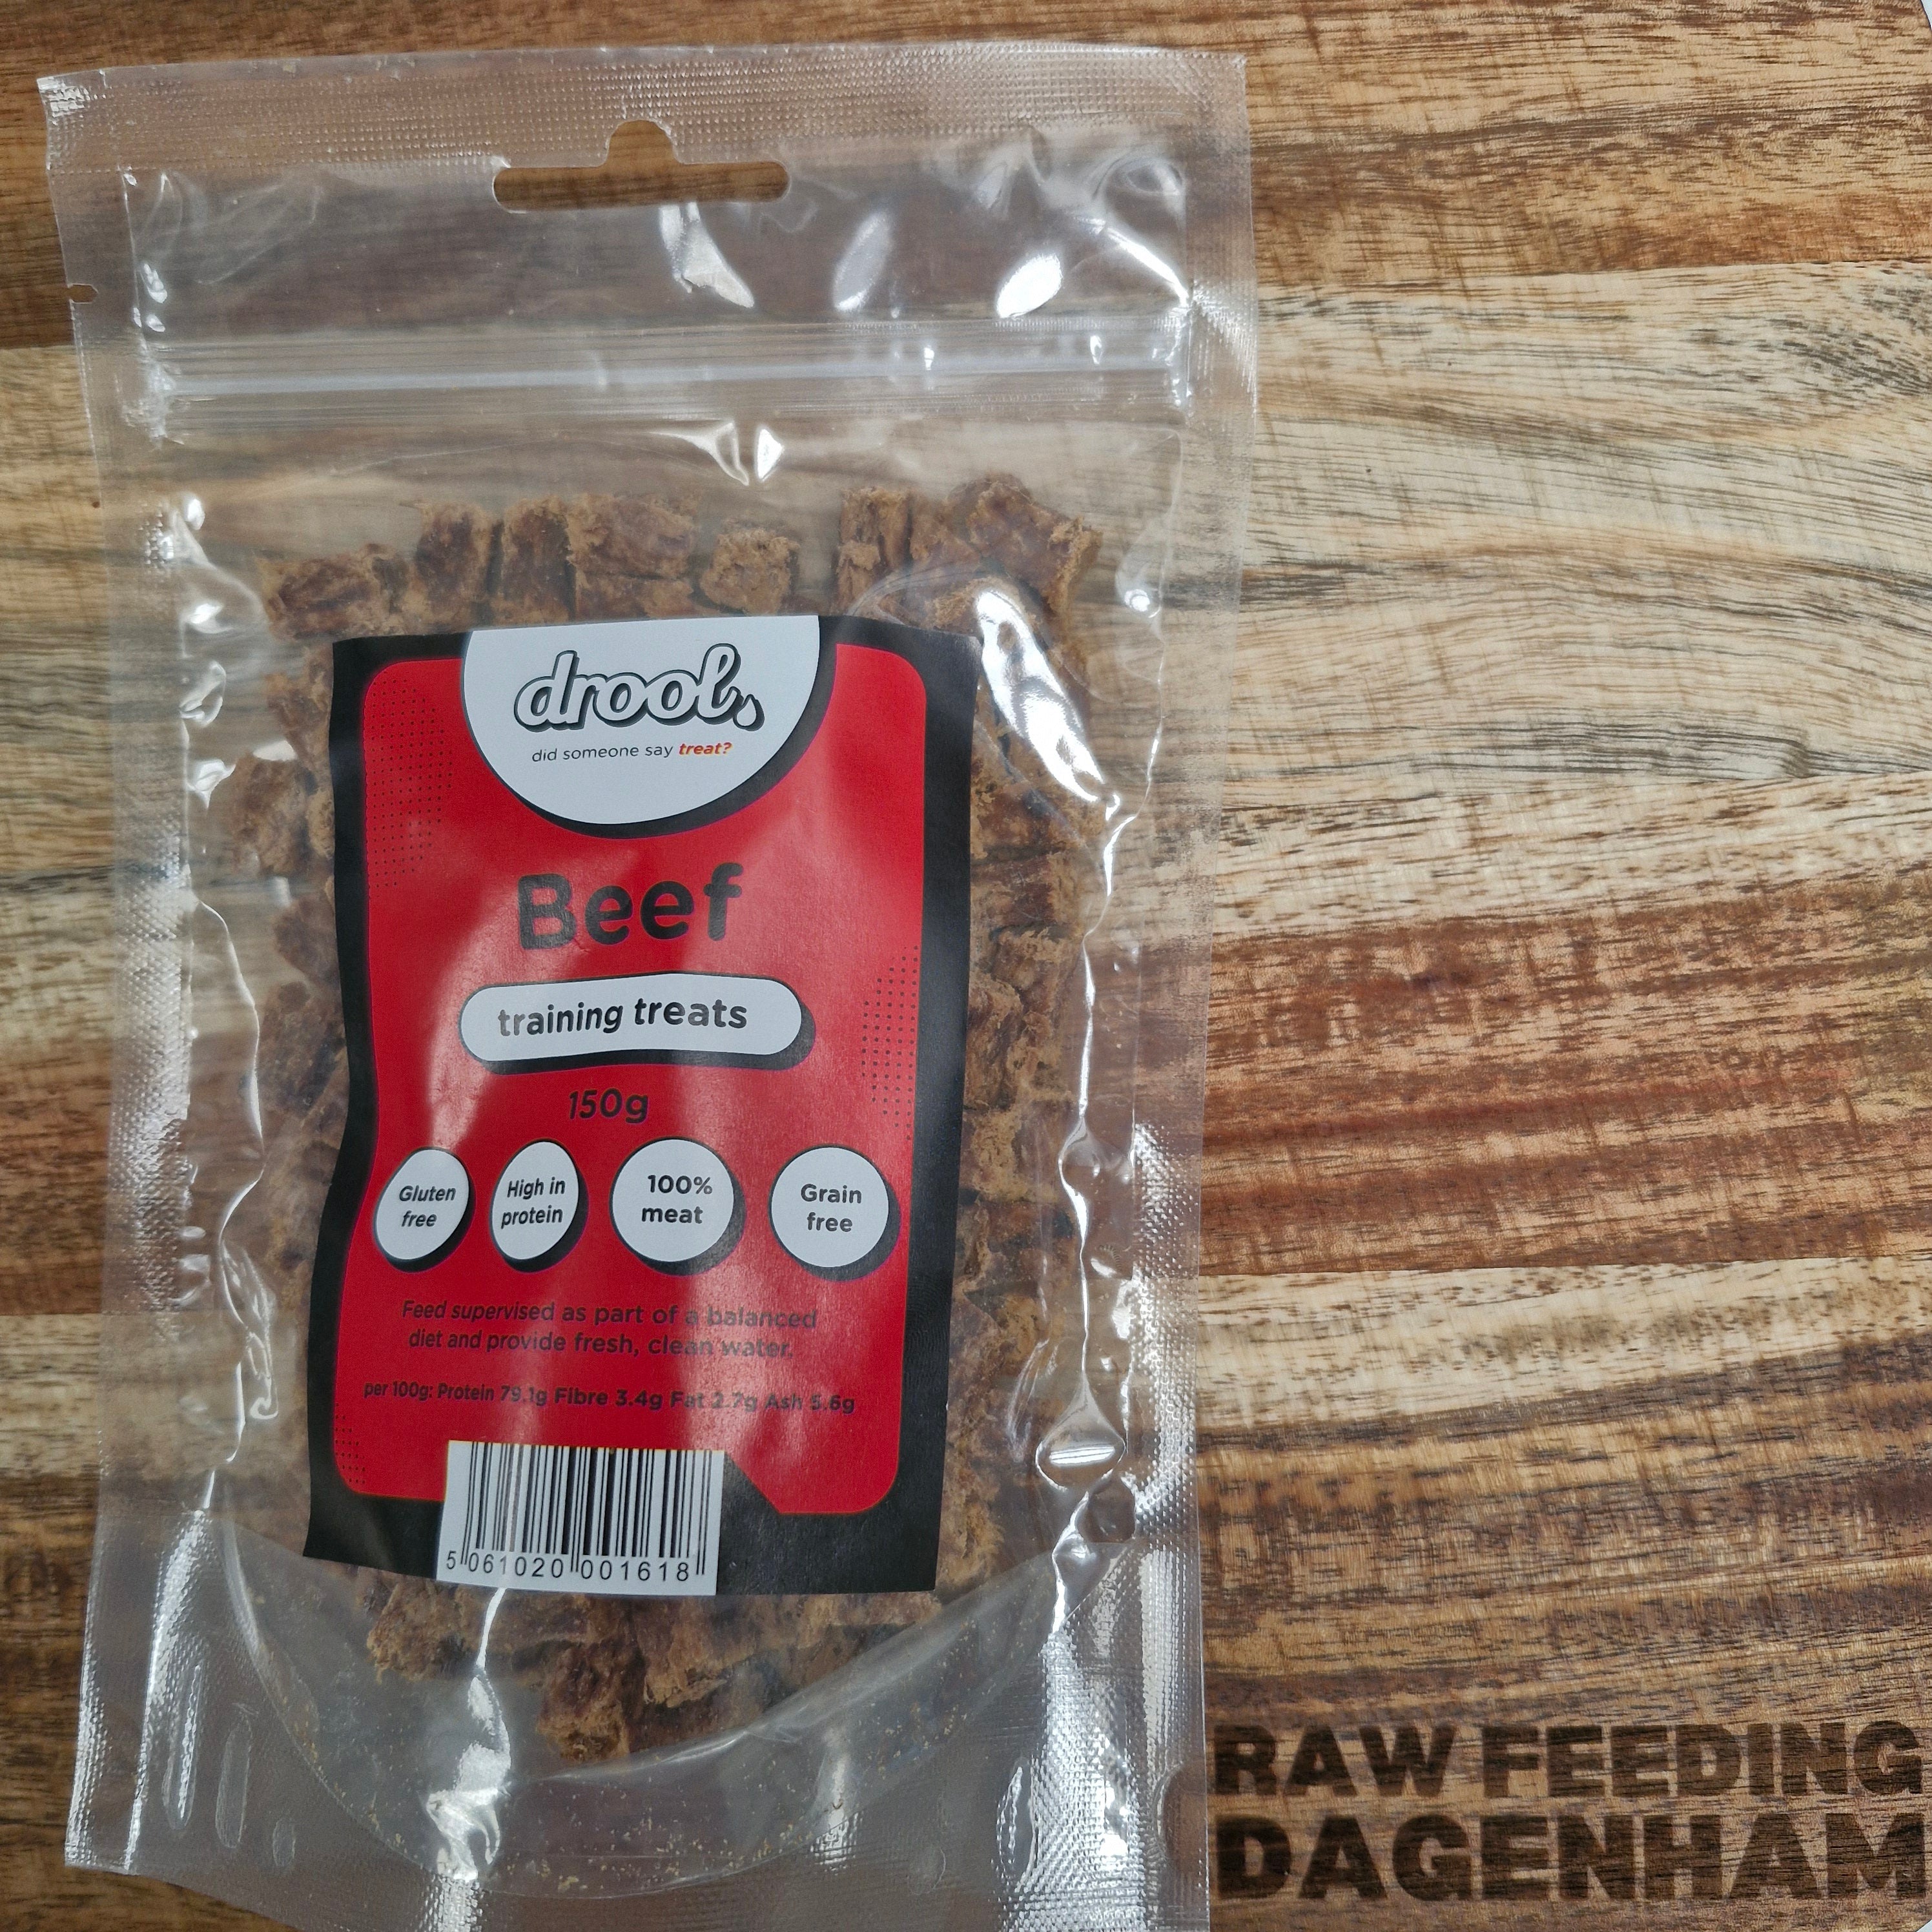 drool.
did someone say treat?
Beef
training treats
150g
Gluten
free
High in
protein
100%
meat
Grain
free
Feed supervised as part of a balanced
diet and provide fresh, clean water.
per 100g: Protein 79.1g Fibre 3.4g Fat 2.7g Ash 5.6g
5 061020 001618
RAW FEEDING
DAGENHAM